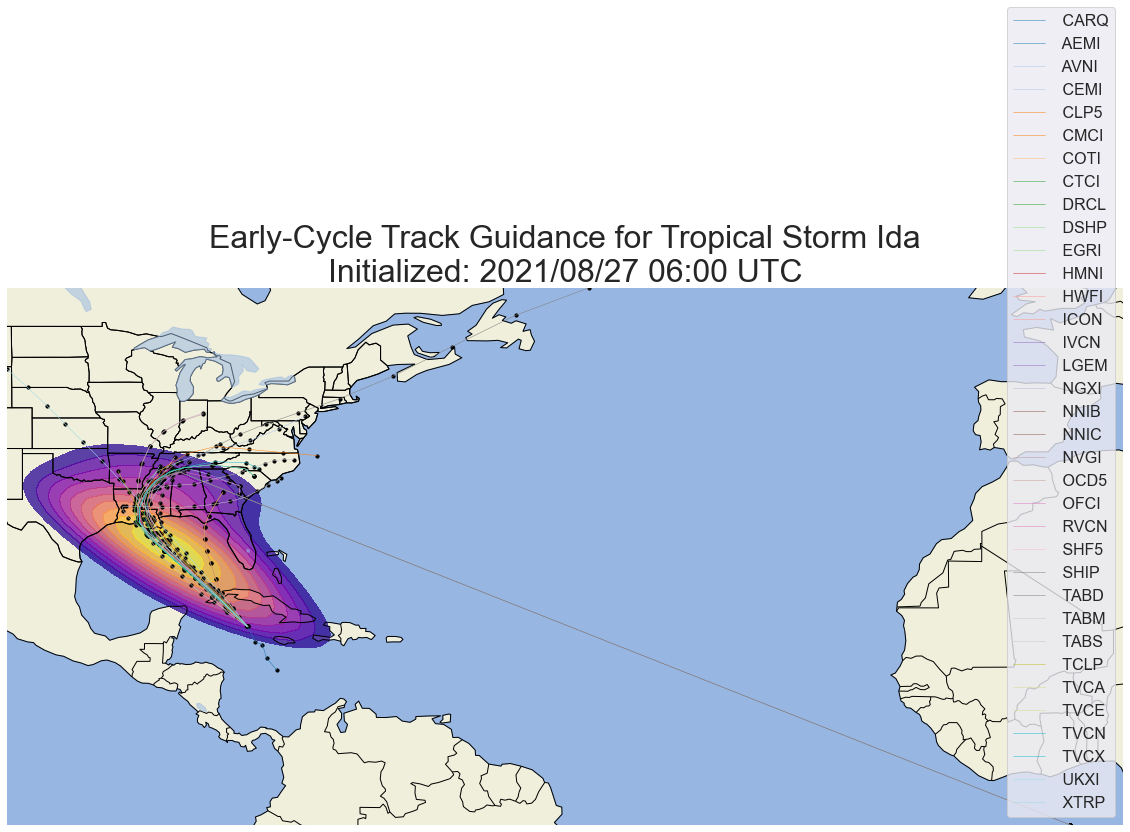 Early-Cycle Track Guidance for Tropical Storm Ida
Initialized: 2021/08/27 06:00 UTC
CARQ
AEMI
AVNI
CEMI
CLP5
CMCI
COTI
CTCI
DRCL
DSHP
EGRI
HMNI
HWFI
ICON
IVCN
LGEM
NGXI
NNIB
NNIC
NVGI
OCD5
OFCI
RVCN
SHF5
SHIP
TABD
TABM
TABS
TCLP
TVCA
TVCE
TVCN
TVCX
UKXI
XTRP